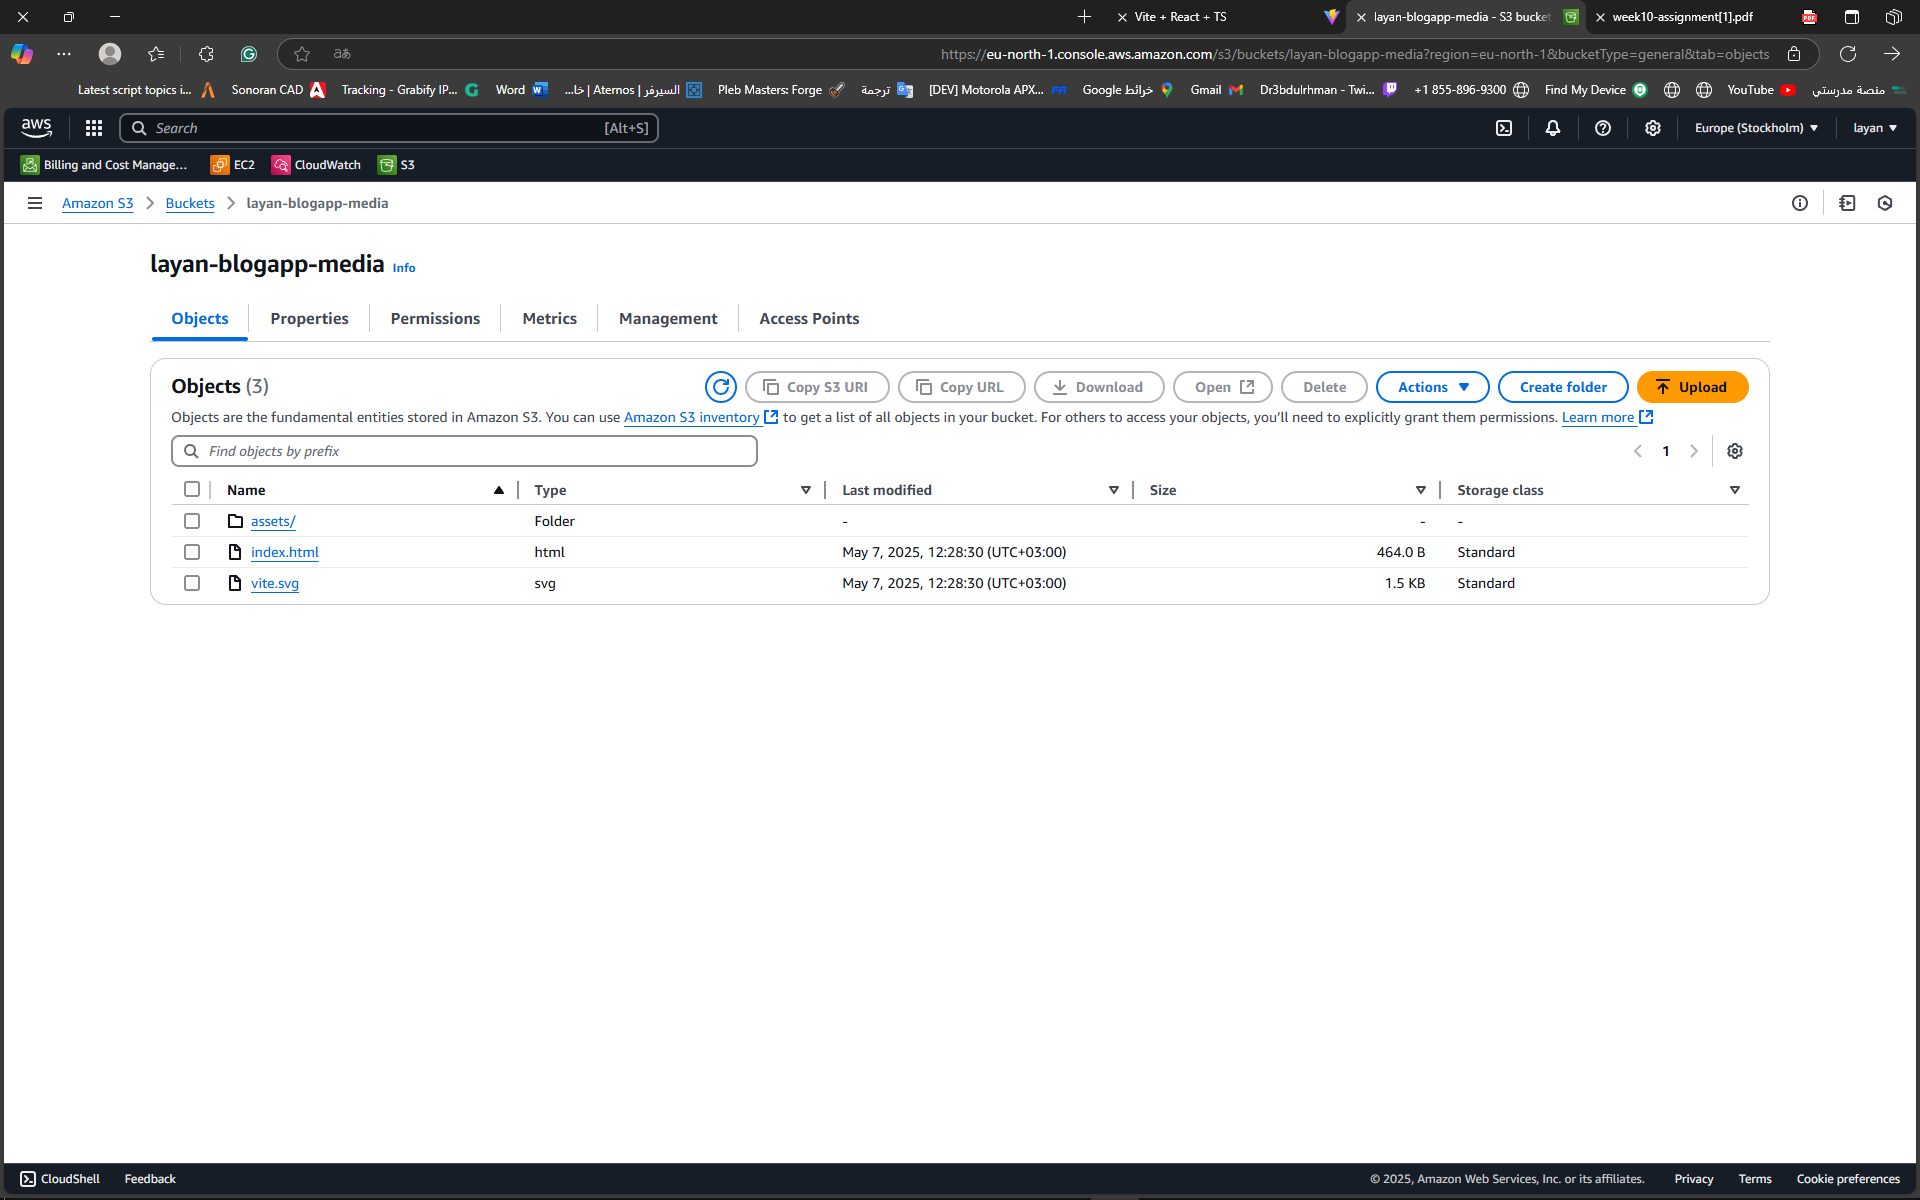 Vite + React + TS
layan-blogapp-media - S3 bucket
week10-assignment[1].pdf
https://eu-north-1.console.aws.amazon.com/s3/buckets/layan-blogapp-media?region=eu-north-1&bucketType=general&tab=objects
Latest script topics i... Sonoran CAD Tracking - Grabify IP... Word السيرفر | Aternos | خا... Pleb Masters: Forge ترجمة [DEV] Motorola APX... خرائط Google Gmail Dr3bdulrhman - Twi... +1 855-896-9300 Find My Device YouTube منصة مدرستي
aws Search [Alt+S] Europe (Stockholm) layan
Billing and Cost Manage... EC2 CloudWatch S3
Amazon S3 > Buckets > layan-blogapp-media
layan-blogapp-media Info
Objects Properties Permissions Metrics Management Access Points
Objects (3) Copy S3 URI Copy URL Download Open Delete Actions Create folder Upload
Objects are the fundamental entities stored in Amazon S3. You can use Amazon S3 inventory to get a list of all objects in your bucket. For others to access your objects, you'll need to explicitly grant them permissions. Learn more
Find objects by prefix 1
Name Type Last modified Size Storage class
assets/ Folder - - -
index.html html May 7, 2025, 12:28:30 (UTC+03:00) 464.0 B Standard
vite.svg svg May 7, 2025, 12:28:30 (UTC+03:00) 1.5 KB Standard
CloudShell Feedback © 2025, Amazon Web Services, Inc. or its affiliates. Privacy Terms Cookie preferences